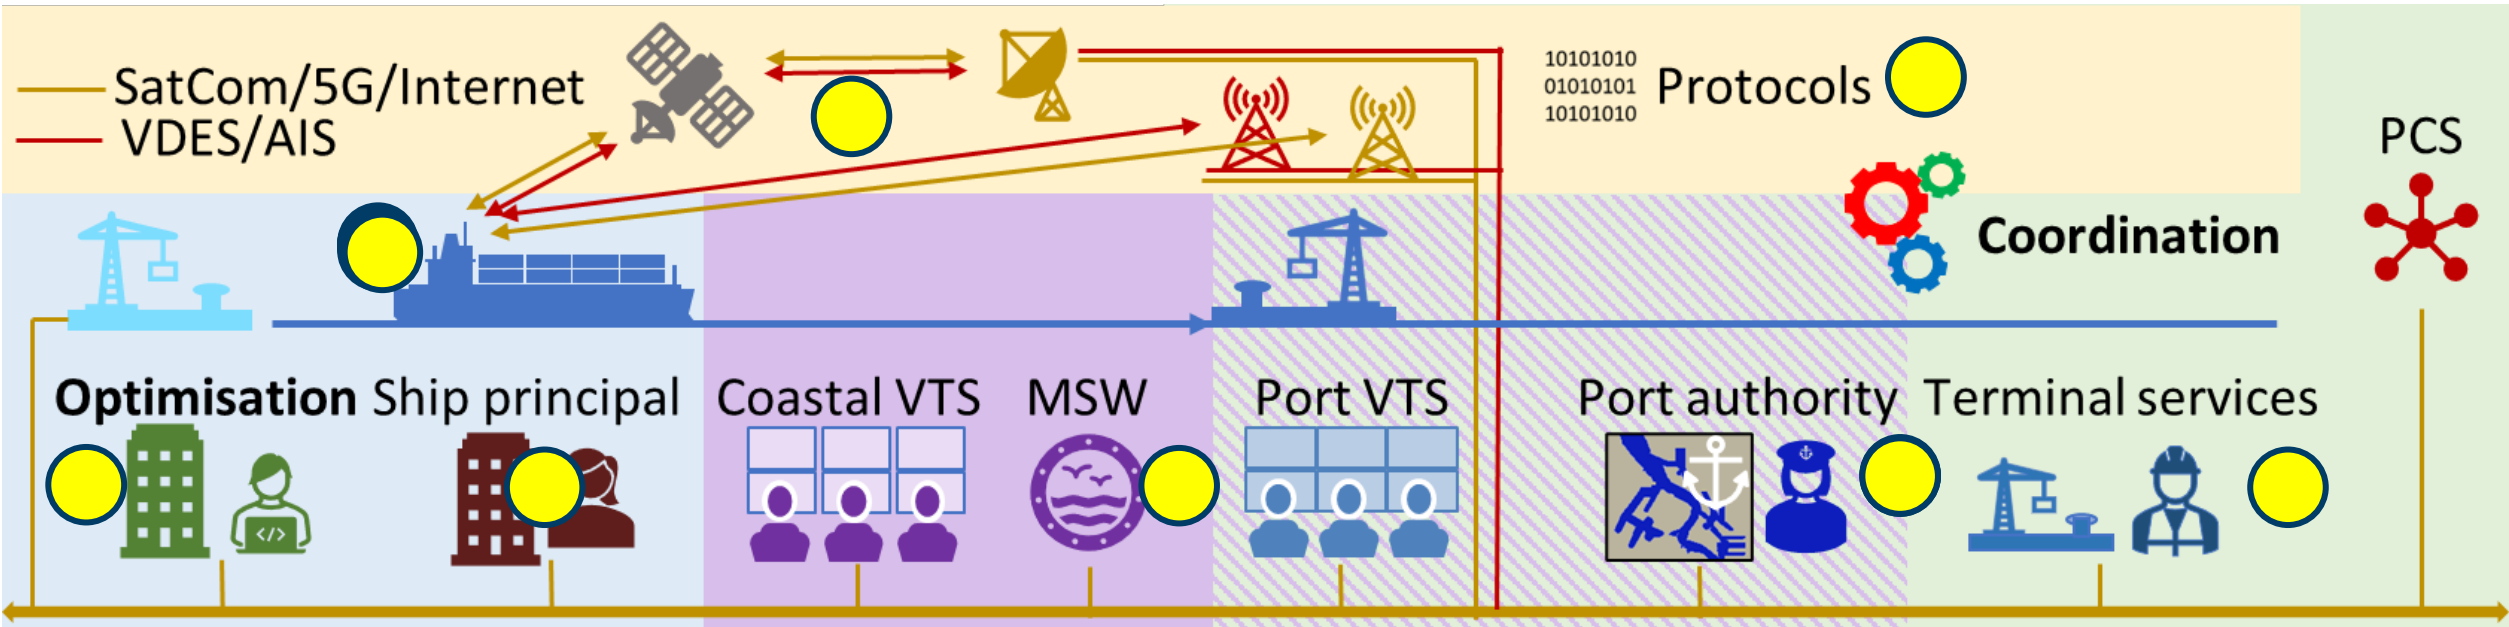 SatCom/5G/Internet
VDES/AIS
10101010
01010101
10101010
Protocols
PCS
Coordination
Optimisation
Ship principal
Coastal VTS
MSW
Port VTS
Port authority
Terminal services
</>